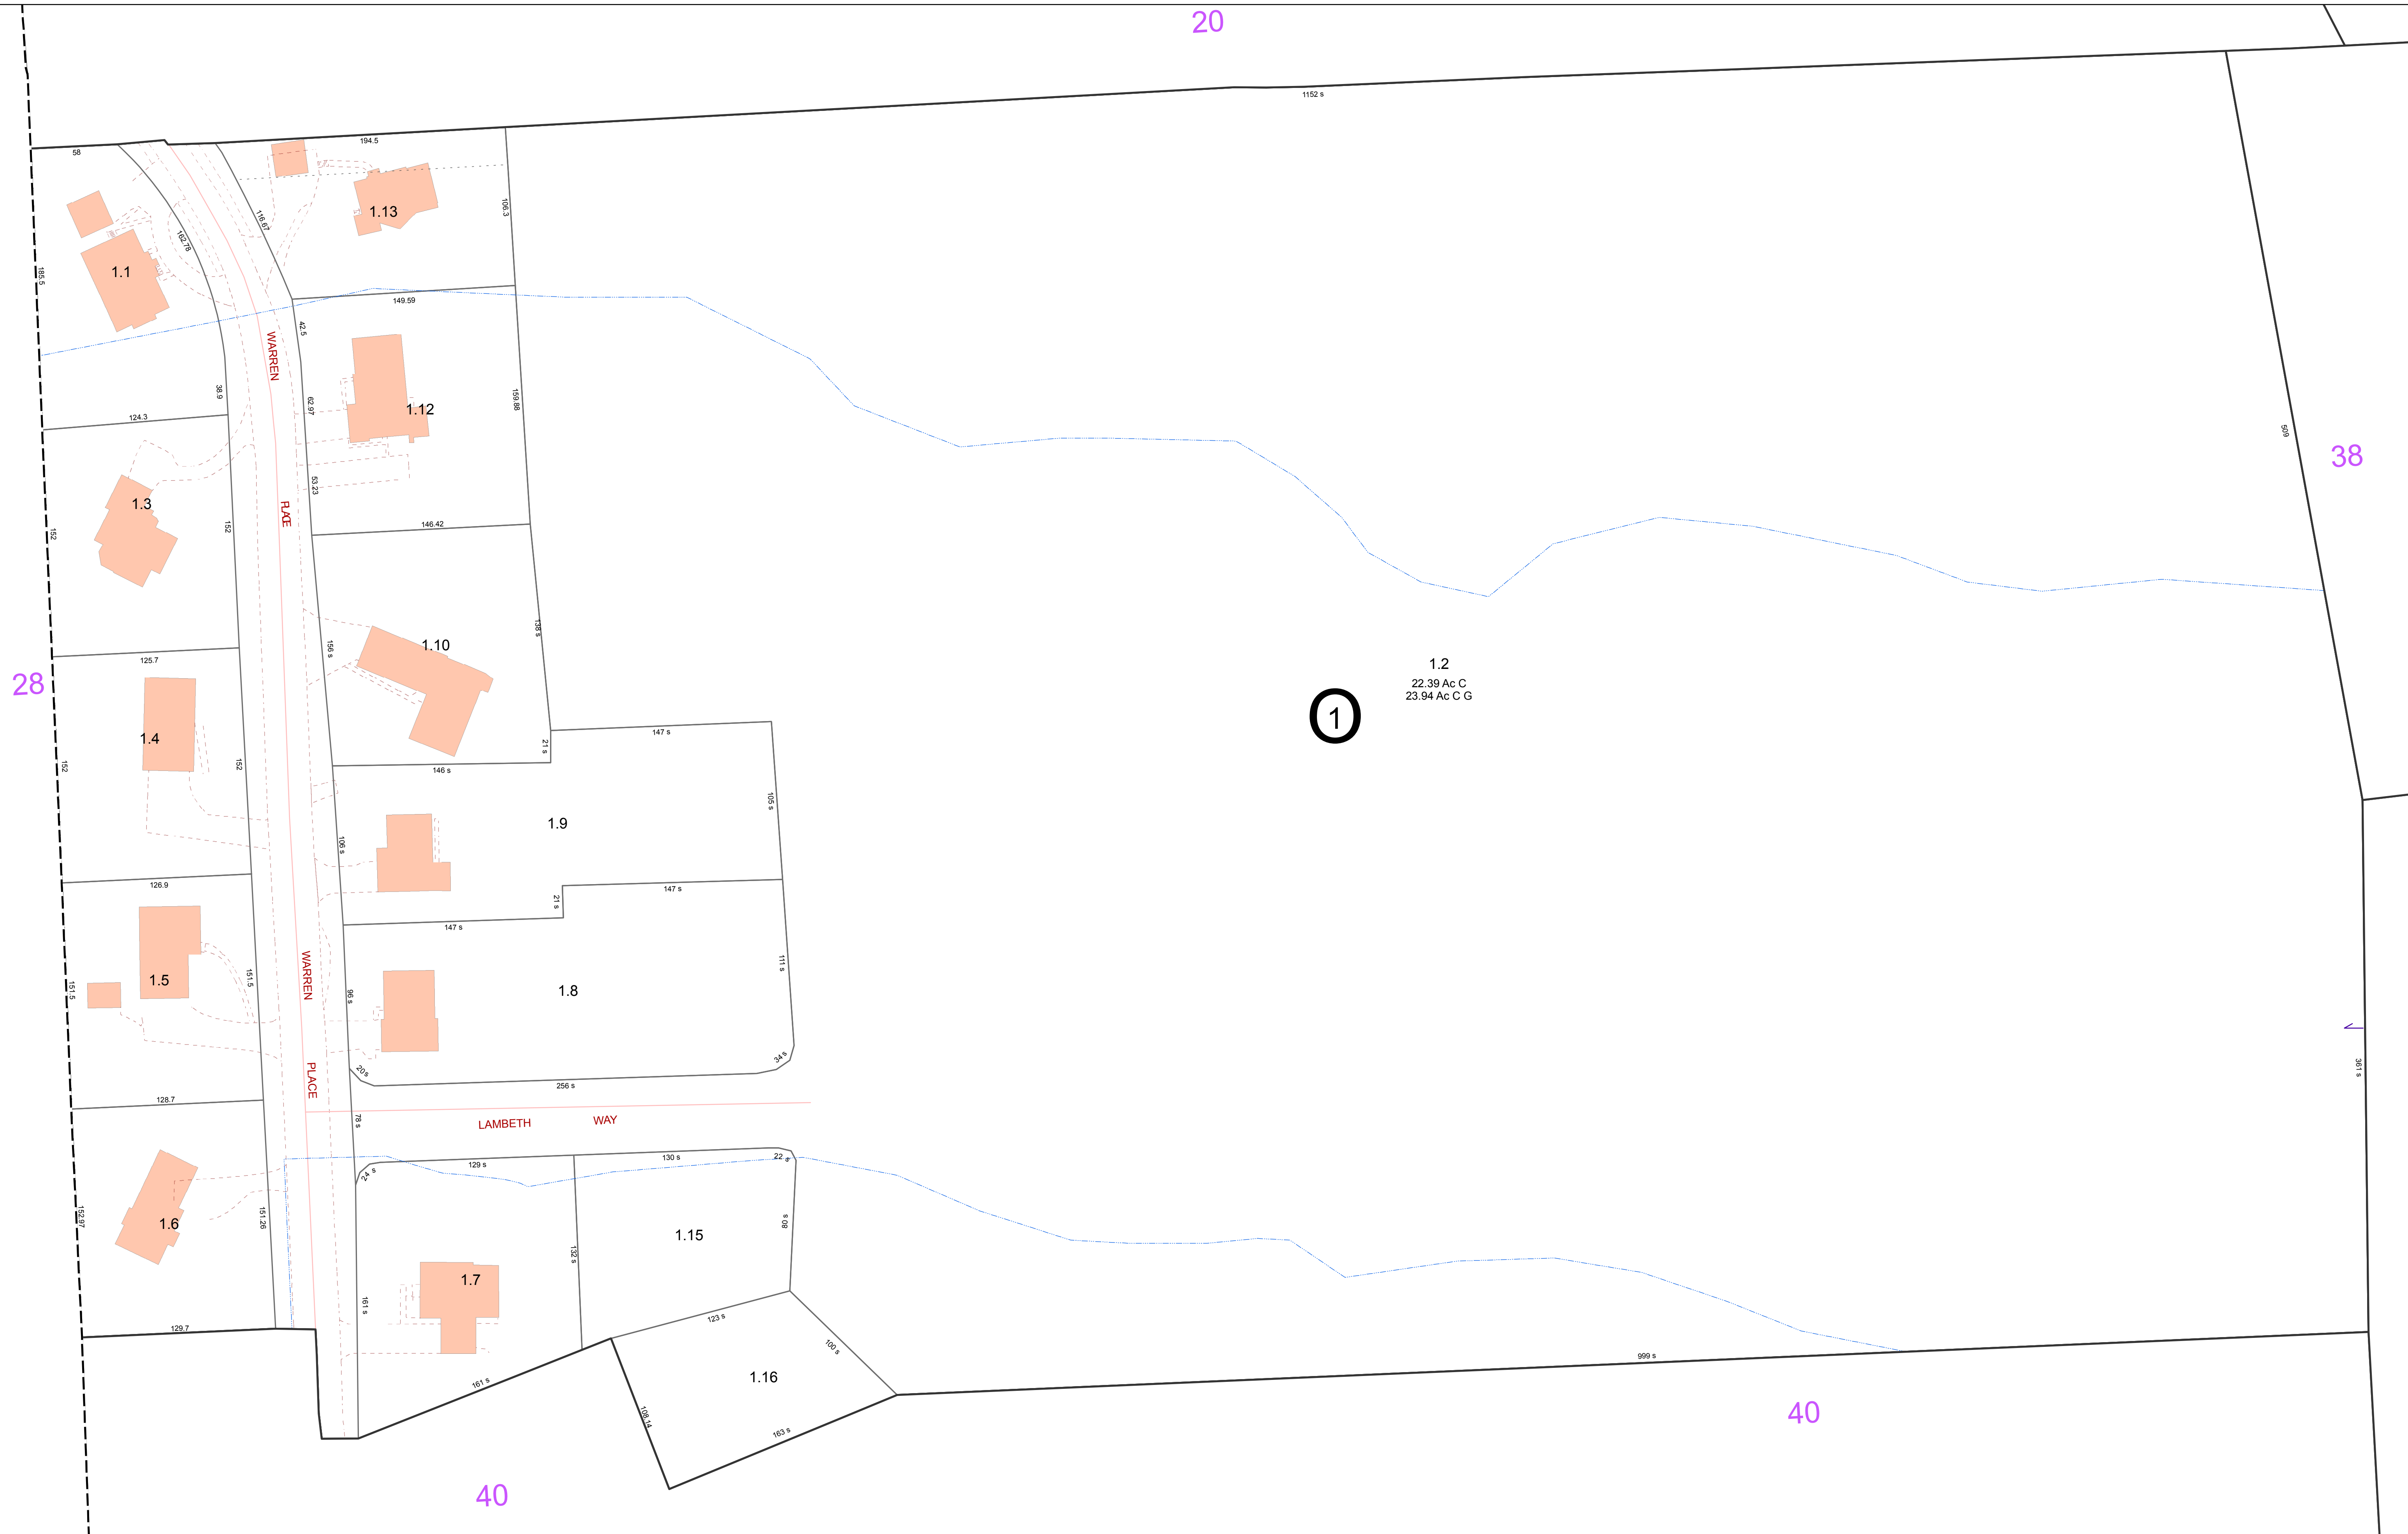 20
1152 s
58
194.5
106.3
116.67
162.78
1.13
1.1
185.5
149.59
42.5
WARREN
38.9
62.97
1.12
159.88
124.3
509
38
53.23
1.3
152
152
PLACE
146.42
138 s
156 s
1.10
125.7
1.2
22.39 Ac C
23.94 Ac C G
1
28
1.4
152
152
21 s
147 s
146 s
105 s
1.9
106 s
126.9
147 s
21 s
147 s
111 s
1.5
151.5
151.5
WARREN
96 s
1.8
34 s
20 s
256 s
PLACE
361 s
128.7
78 s
LAMBETH WAY
24 s
129 s
130 s
22 s
152.97
1.6
151.26
132 s
1.15
80 s
1.7
161 s
123 s
129.7
100 s
999 s
161 s
1.16
108.14
163 s
40
40